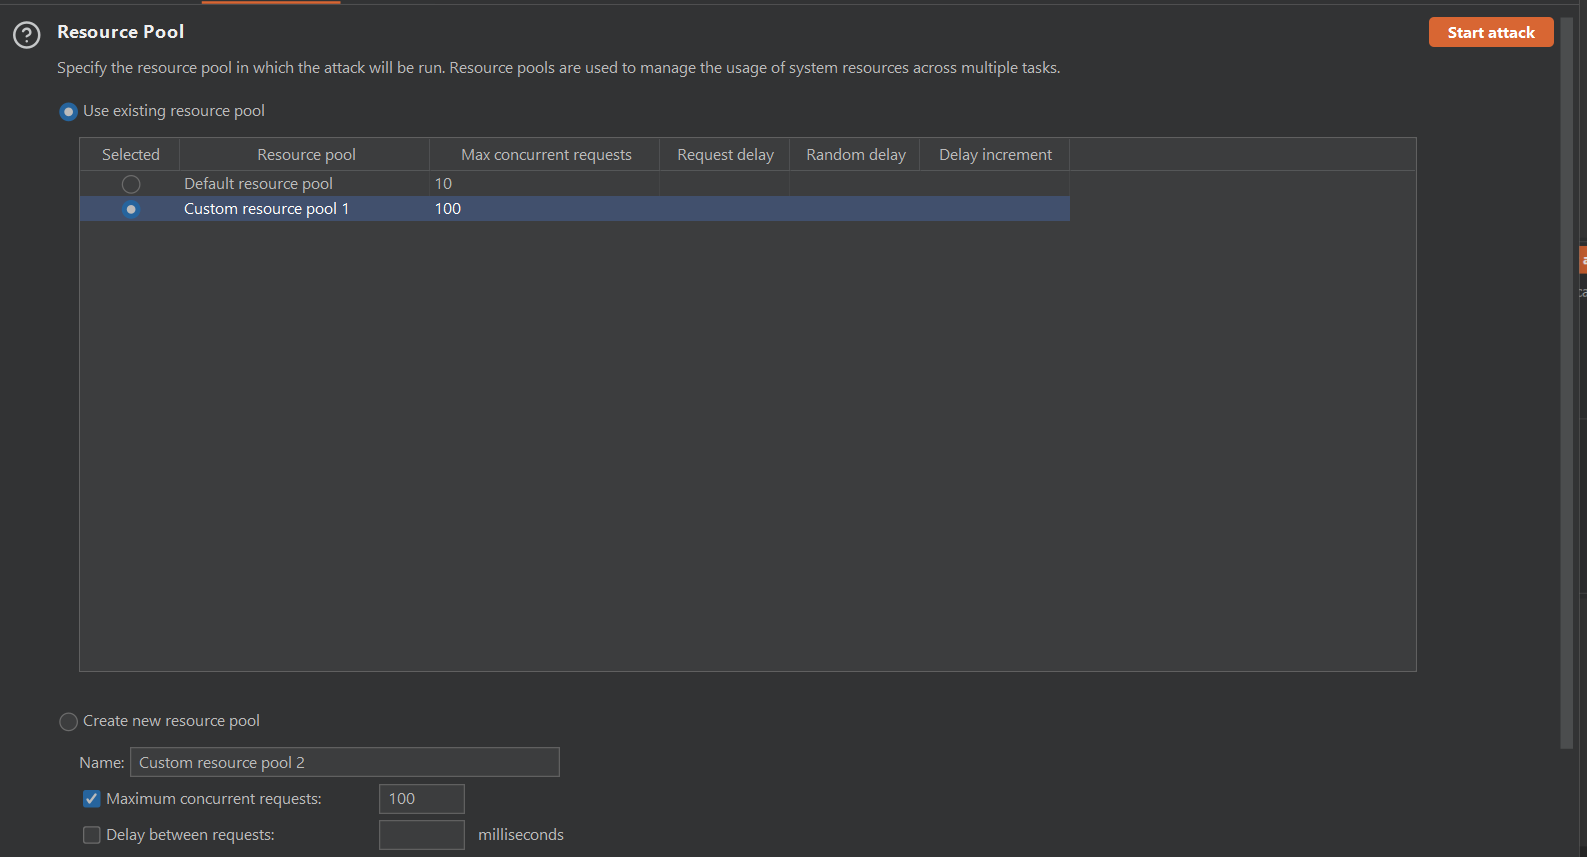 Resource Pool
Start attack
Specify the resource pool in which the attack will be run. Resource pools are used to manage the usage of system resources across multiple tasks.
Use existing resource pool
Selected Resource pool Max concurrent requests Request delay Random delay Delay increment
Default resource pool 10
Custom resource pool 1 100
Create new resource pool
Name: Custom resource pool 2
Maximum concurrent requests: 100
Delay between requests: milliseconds